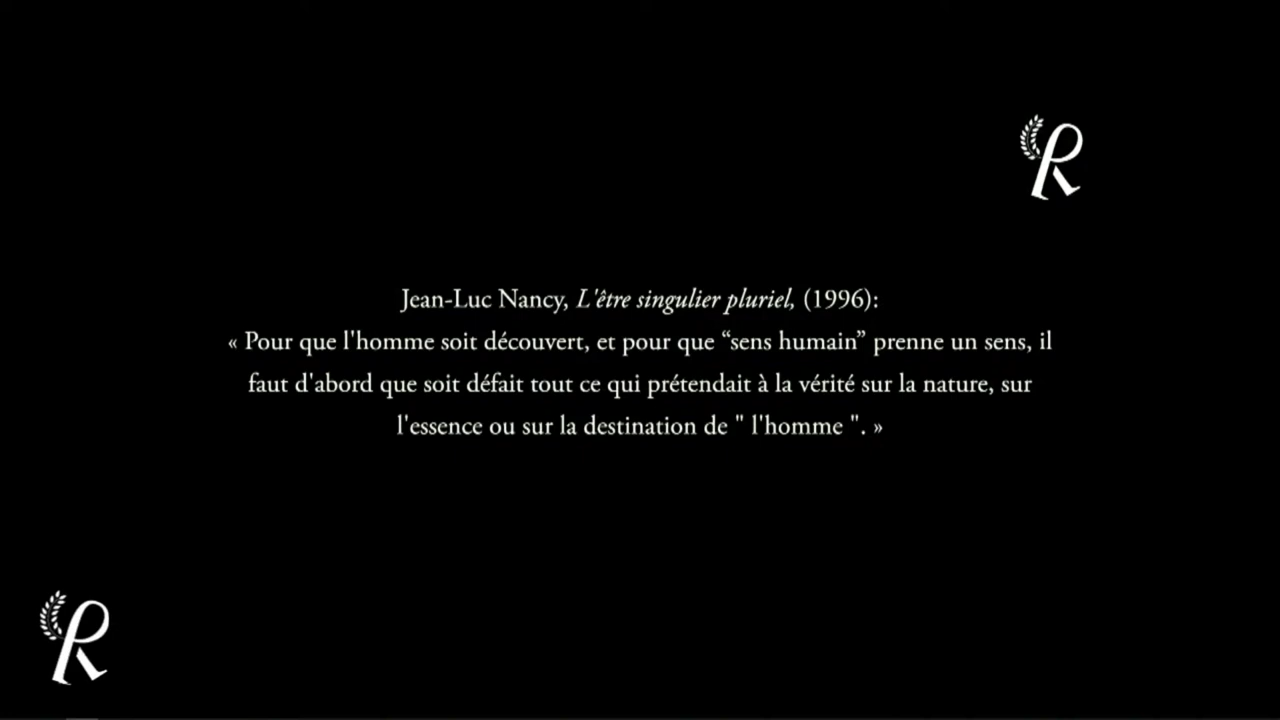 R
Jean-Luc Nancy, L'être singulier pluriel, (1996):
« Pour que l'homme soit découvert, et pour que “sens humain” prenne un sens, il
faut d'abord que soit défait tout ce qui prétendait à la vérité sur la nature, sur
l'essence ou sur la destination de " l'homme ". »
R